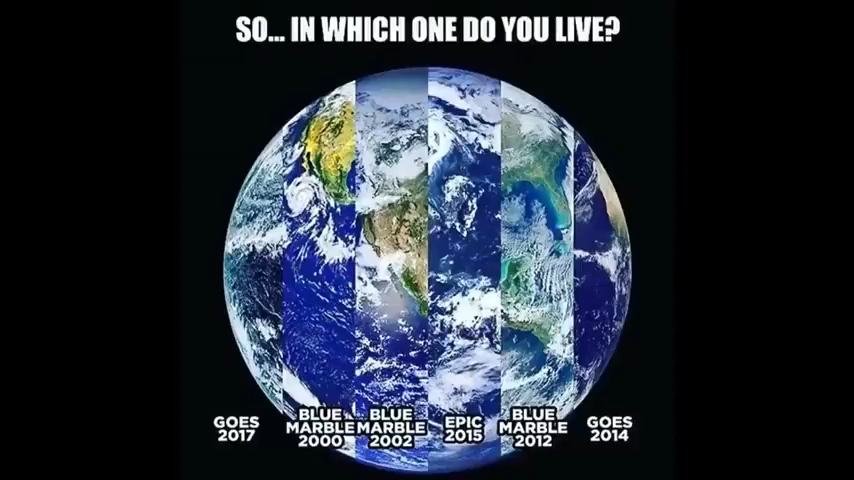 SO... IN WHICH ONE DO YOU LIVE?
GOES
2017
BLUE
MARBLE
2000
BLUE
MARBLE
2002
EPIC
2015
BLUE
MARBLE
2012
GOES
2014